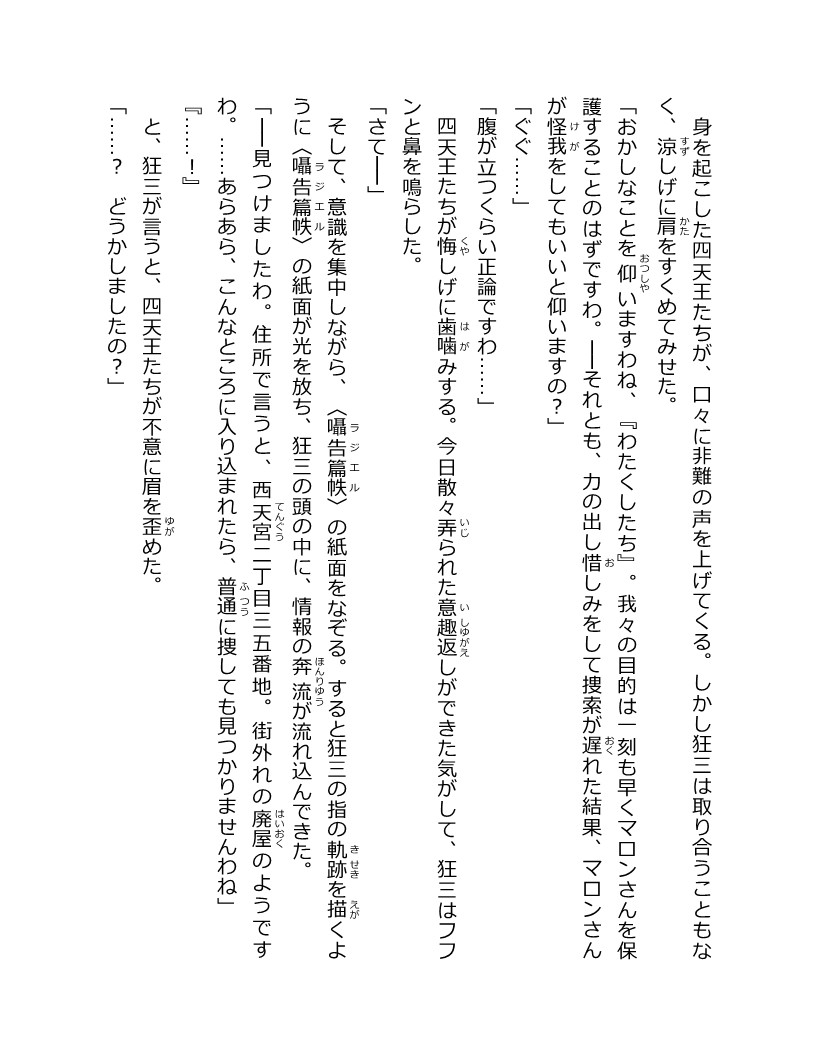 身を起こした四天王たちが、口々に非難の声を上げてくる。しかし狂三は取り合うこともな
く、涼しげに肩をすくめてみせた。
「おかしなことを仰いますわね、『わたくしたち』。我々の目的は一刻も早くマロンさんを保
護することのはずですわ。――それとも、力の出し惜しみをして捜索が遅れた結果、マロンさん
が怪我をしてもいいと仰いますの？」
「ぐぐ……」
「腹が立つくらい正論ですわ……」
四天王たちが悔しげに歯噛みする。今日散々弄られた意趣返しができた気がして、狂三はフフ
ンと鼻を鳴らした。
「さて――」
そして、意識を集中しながら、〈囁告篇帙〉の紙面をなぞる。すると狂三の指の軌跡を描くよ
うに〈囁告篇帙〉の紙面が光を放ち、狂三の頭の中に、情報の奔流が流れ込んできた。
「――見つけましたわ。住所で言うと、西天宮二丁目三五番地。街外れの廃屋のようです
わ。……あらあら、こんなところに入り込まれたら、普通に捜しても見つかりませんわね」
『……！』
と、狂三が言うと、四天王たちが不意に眉を歪めた。
「……？　どうかしましたの？」